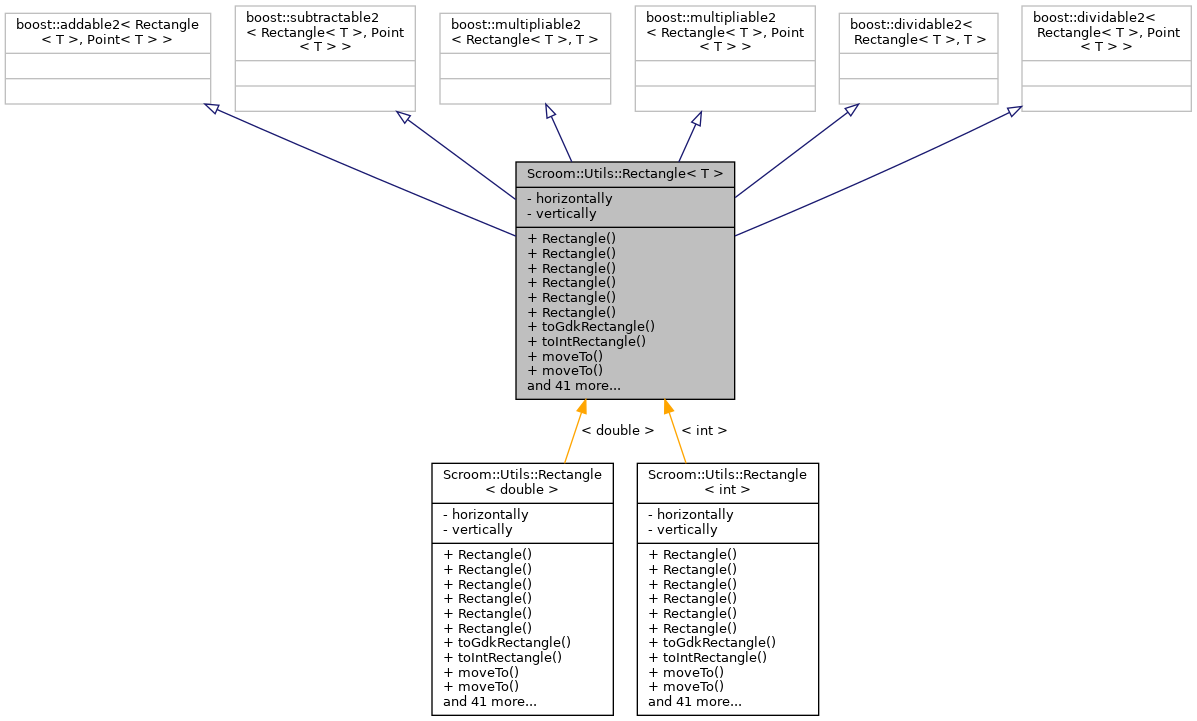 boost::addable2< Rectangle
< T >, Point< T > >
boost::subtractable2
< Rectangle< T >, Point
< T > >
boost::multipliable2
< Rectangle< T >, T >
boost::multipliable2
< Rectangle< T >, Point
< T > >
boost::dividable2<
Rectangle< T >, T >
boost::dividable2<
Rectangle< T >, Point
< T > >
Scroom::Utils::Rectangle< T >
- horizontally
- vertically
+ Rectangle()
+ Rectangle()
+ Rectangle()
+ Rectangle()
+ Rectangle()
+ Rectangle()
+ toGdkRectangle()
+ toIntRectangle()
+ moveTo()
+ moveTo()
and 41 more...
< double >
< int >
Scroom::Utils::Rectangle
< double >
- horizontally
- vertically
+ Rectangle()
+ Rectangle()
+ Rectangle()
+ Rectangle()
+ Rectangle()
+ Rectangle()
+ toGdkRectangle()
+ toIntRectangle()
+ moveTo()
+ moveTo()
and 41 more...
Scroom::Utils::Rectangle
< int >
- horizontally
- vertically
+ Rectangle()
+ Rectangle()
+ Rectangle()
+ Rectangle()
+ Rectangle()
+ Rectangle()
+ toGdkRectangle()
+ toIntRectangle()
+ moveTo()
+ moveTo()
and 41 more...